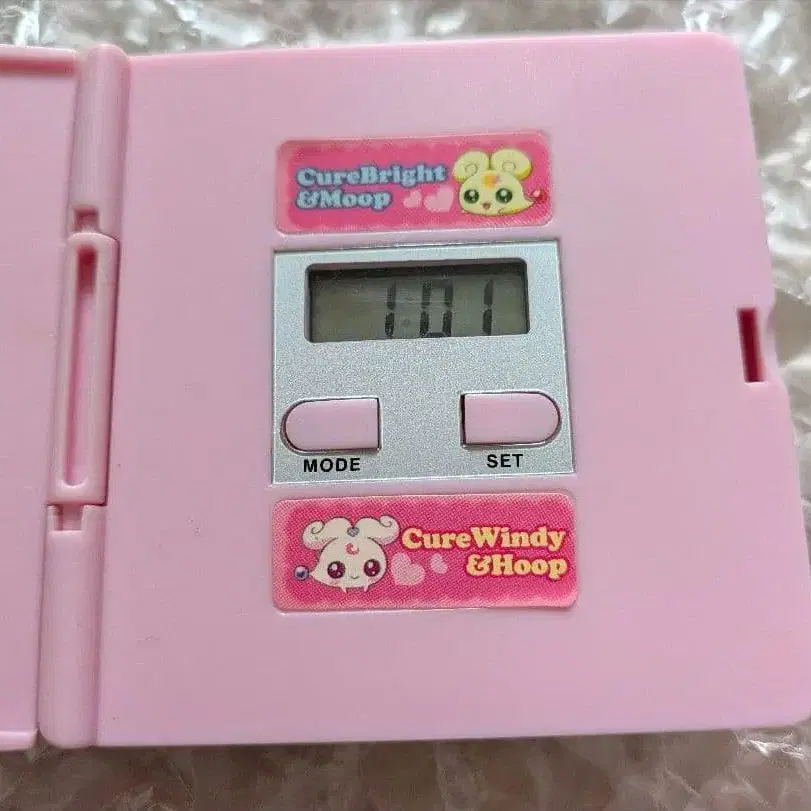 CureBright
&Moop
1:01
MODE
SET
CureWindy
&Hoop